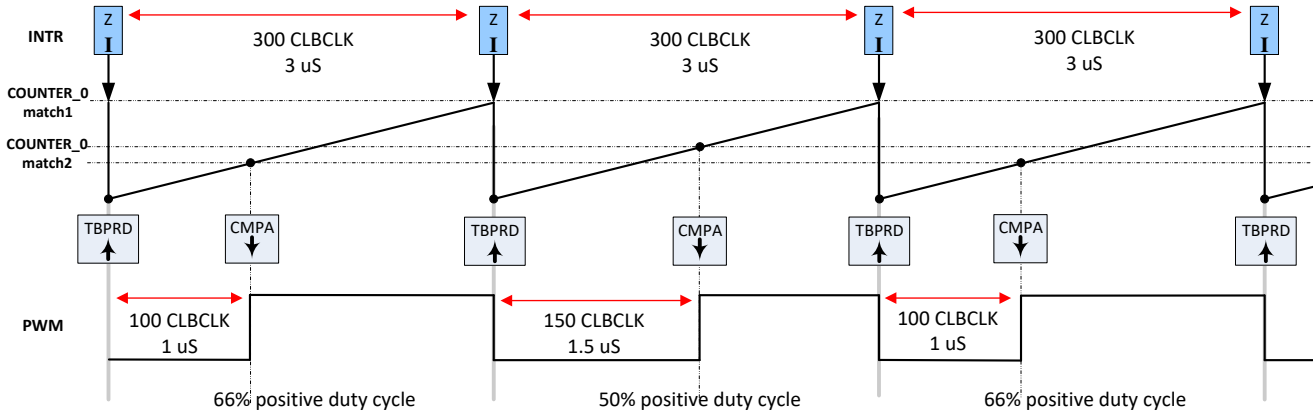 Z
I
Z
I
Z
I
Z
I
INTR
300 CLBCLK
3 uS
300 CLBCLK
3 uS
300 CLBCLK
3 uS
COUNTER_0
match1
COUNTER_0
match2
TBPRD
CMPA
TBPRD
CMPA
TBPRD
CMPA
TBPRD
PWM
100 CLBCLK
1 uS
150 CLBCLK
1.5 uS
100 CLBCLK
1 uS
66% positive duty cycle
50% positive duty cycle
66% positive duty cycle